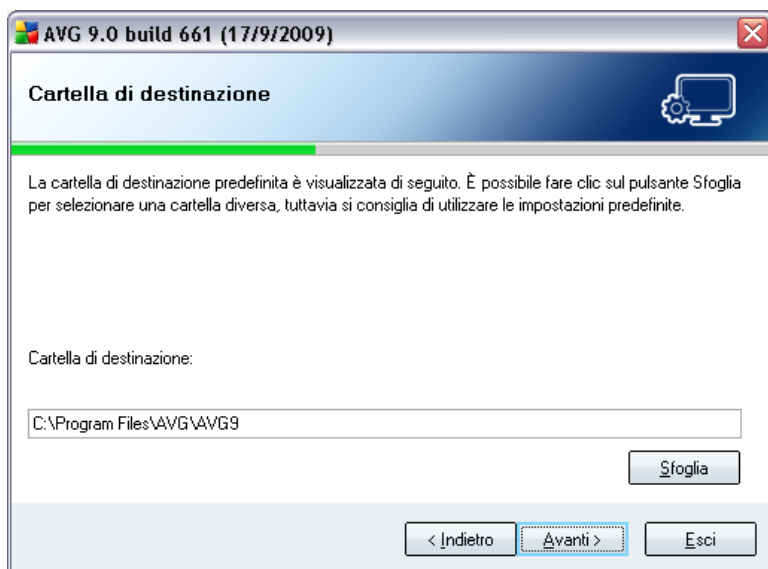 AVG 9.0 build 661 (17/9/2009)
Cartella di destinazione
La cartella di destinazione predefinita è visualizzata di seguito. È possibile fare clic sul pulsante Sfoglia
per selezionare una cartella diversa, tuttavia si consiglia di utilizzare le impostazioni predefinite.
Cartella di destinazione:
C:\Program Files\AVG\AVG9
Sfoglia
< Indietro
Avanti >
Esci